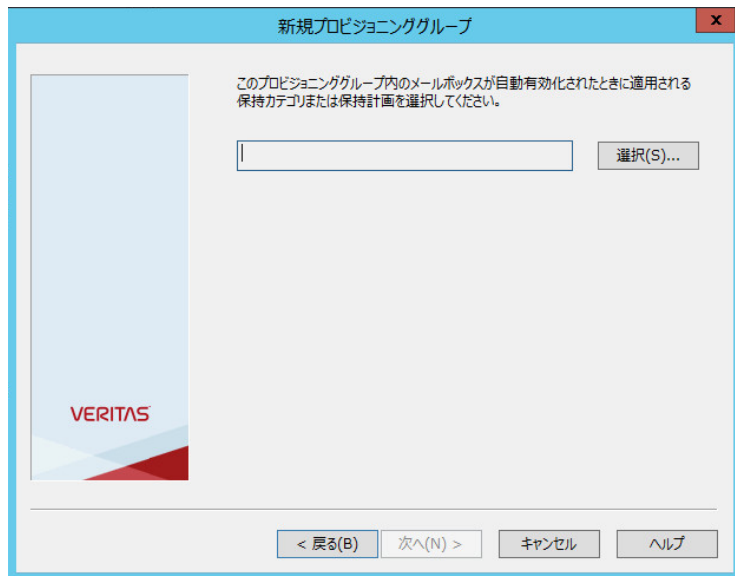 新規プロビジョニンググループ
x
このプロビジョニンググループ内のメールボックスが自動有効化されたときに適用される
保持カテゴリまたは保持計画を選択してください。
選択(S)...
VERITAS
< 戻る(B)
次へ(N) >
キャンセル
ヘルプ